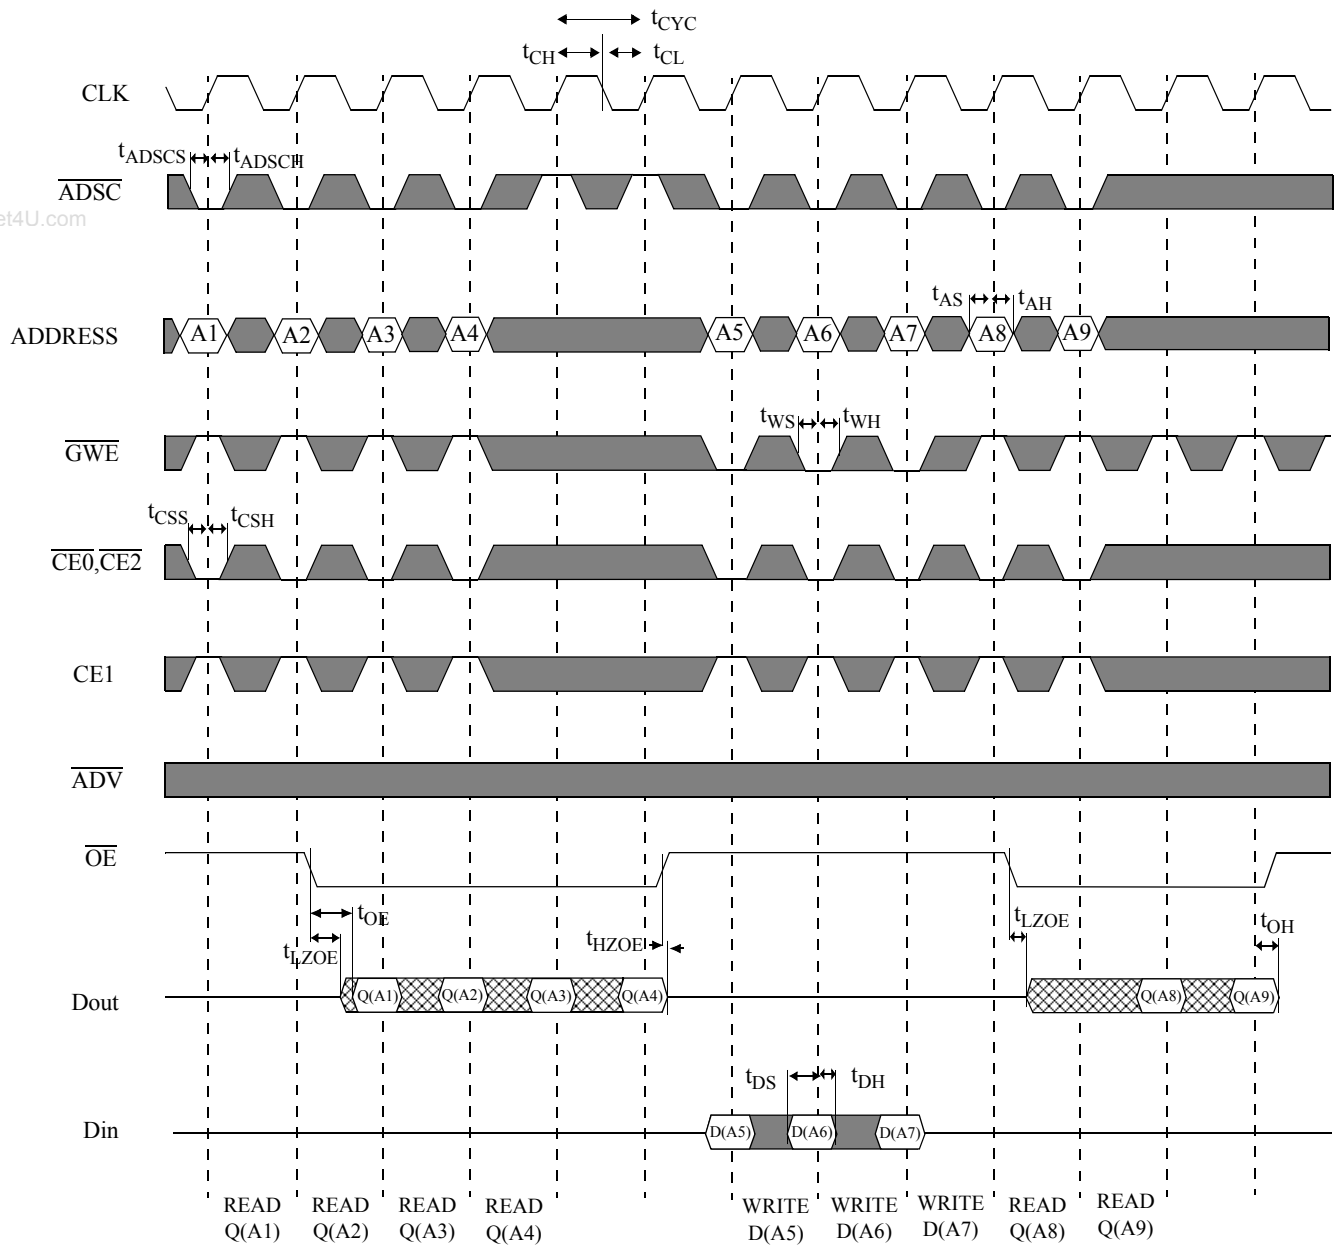 tCYC
tCH tCL
CLK
tADSCS tADSCH
ADSC
et4U.com
tAS tAH
ADDRESS A1 A2 A3 A4 A5 A6 A7 A8 A9
tWS tWH
GWE
tCSS tCSH
CE0,CE2
CE1
ADV
OE
tOE tLZOE
tLZOE tHZOE tOH
Dout Q(A1) Q(A2) Q(A3) Q(A4) Q(A8) Q(A9)
tDS tDH
Din D(A5) D(A6) D(A7)
READ READ READ READ WRITE WRITE WRITE READ READ
Q(A1) Q(A2) Q(A3) Q(A4) D(A5) D(A6) D(A7) Q(A8) Q(A9)